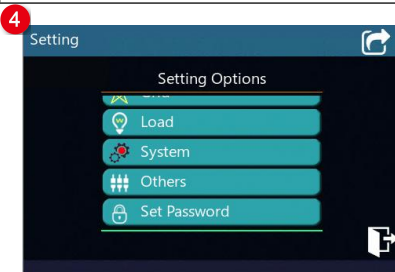 4
Setting
Setting Options
Load
System
Others
Set Password